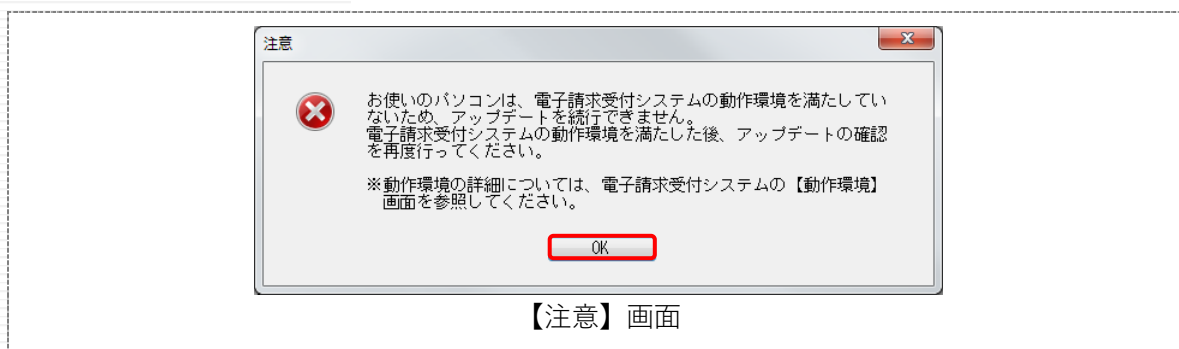 注意
お使いのパソコンは、電子請求受付システムの動作環境を満たしてい
ないため、アップデートを続行できません。
電子請求受付システムの動作環境を満たした後、アップデートの確認
を再度行ってください。
※動作環境の詳細については、電子請求受付システムの【動作環境】
画面を参照してください。
OK
【注意】画面